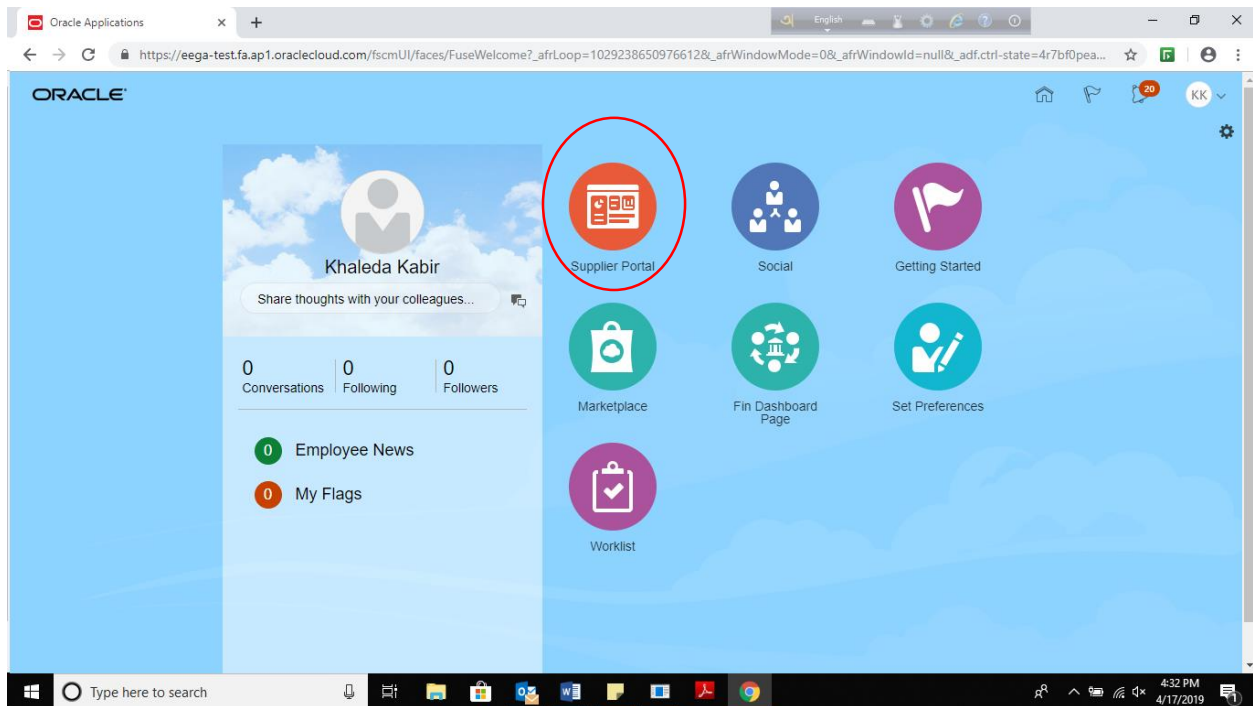 Oracle Applications
English
https://eega-test.fa.ap1.oraclecloud.com/fscmUI/faces/FuseWelcome?_afrLoop=1029238650976612&_afrWindowMode=0&_afrWindowId=null&_adf.ctrl-state=4r7bf0pea...
ORACLE
20
KK
Khaleda Kabir
Share thoughts with your colleagues...
0 0 0
Conversations Following Followers
0 Employee News
0 My Flags
Supplier Portal
Social
Getting Started
Marketplace
Fin Dashboard
Page
Set Preferences
Worklist
Type here to search
4:32 PM
4/17/2019
1